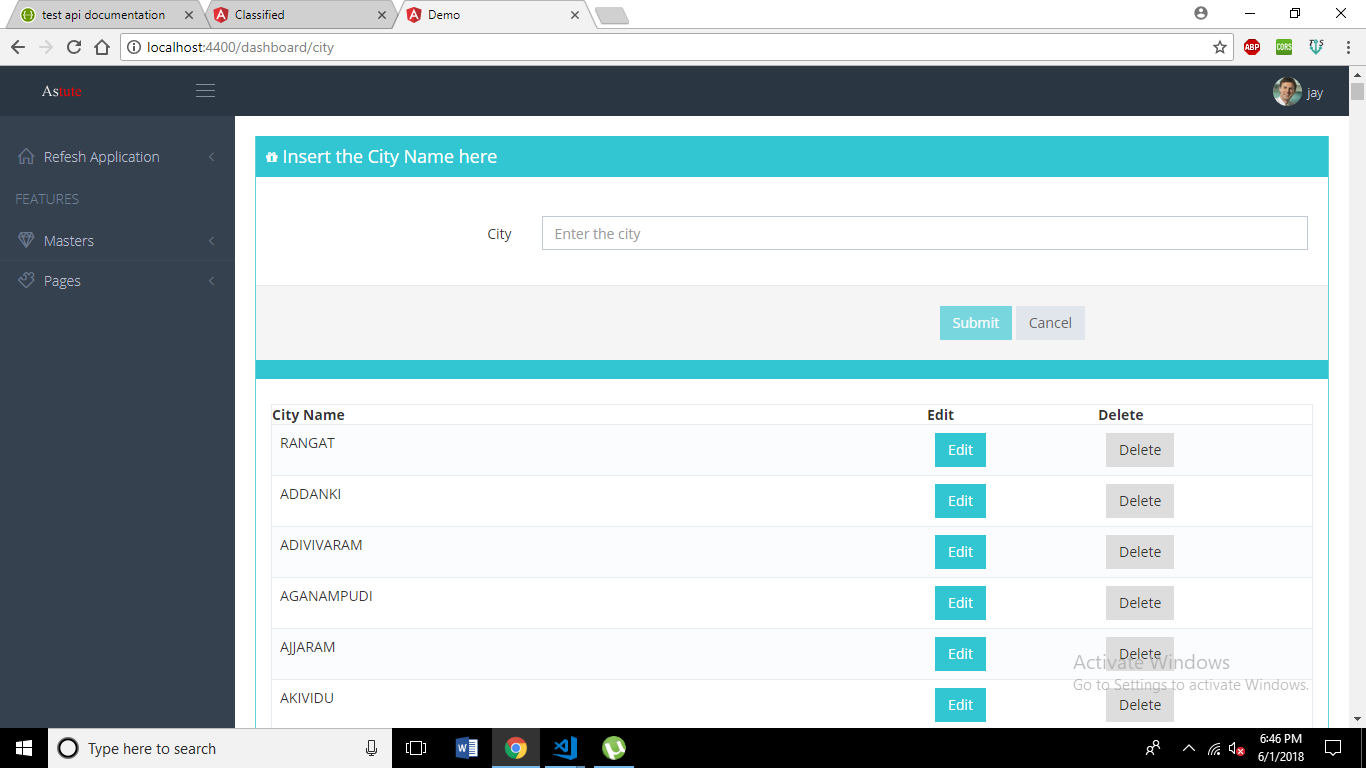 test api documentation
Classified
Demo
localhost:4400/dashboard/city
ABP
CORS
Astute
jay
Refesh Application
FEATURES
Masters
Pages
Insert the City Name here
City
Enter the city
Submit Cancel
City Name Edit Delete
RANGAT Edit Delete
ADDANKI Edit Delete
ADIVIVARAM Edit Delete
AGANAMPUDI Edit Delete
AJJARAM Edit Delete
AKIVIDU Edit Delete
Activate Windows
Go to Settings to activate Windows.
Type here to search
6:46 PM
6/1/2018